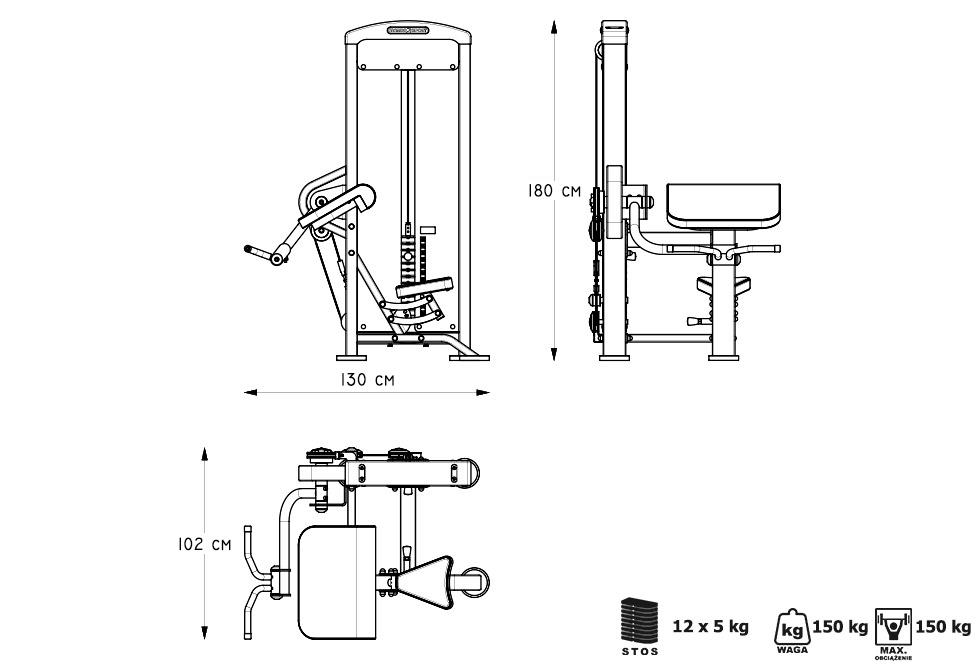 180 CM
130 CM
102 CM
12 x 5 kg
STOS
kg
150 kg
WAGA
150 kg
MAX.
OBCIĄŻENIE